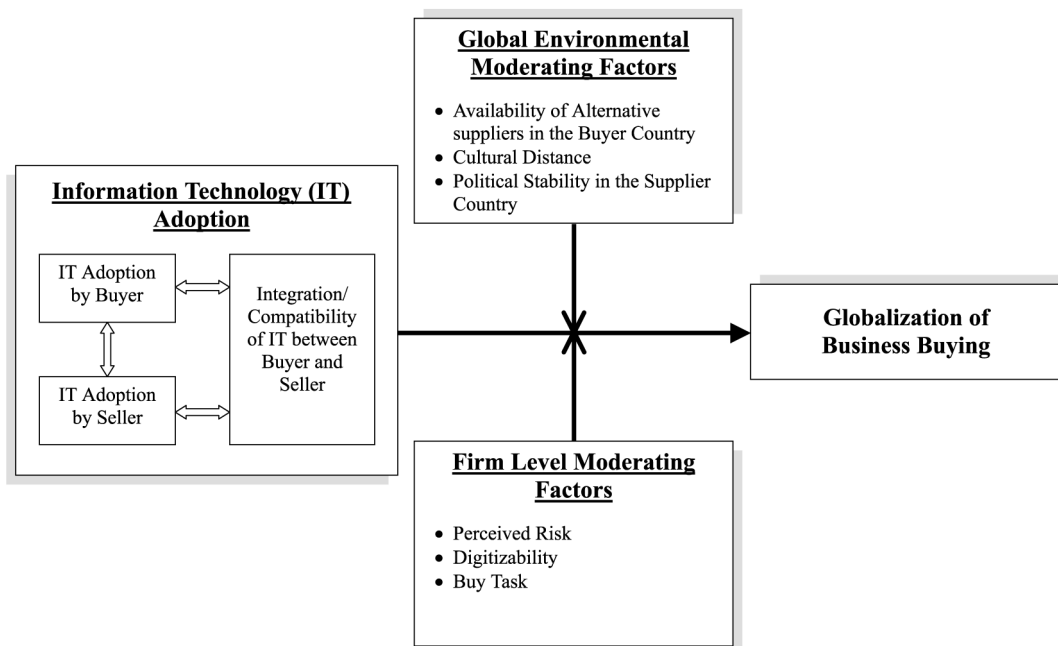 Global Environmental
Moderating Factors
• Availability of Alternative
suppliers in the Buyer Country
• Cultural Distance
• Political Stability in the Supplier
Country
Information Technology (IT)
Adoption
IT Adoption
by Buyer
IT Adoption
by Seller
Integration/
Compatibility
of IT between
Buyer and
Seller
Globalization of
Business Buying
Firm Level Moderating
Factors
• Perceived Risk
• Digitizability
• Buy Task